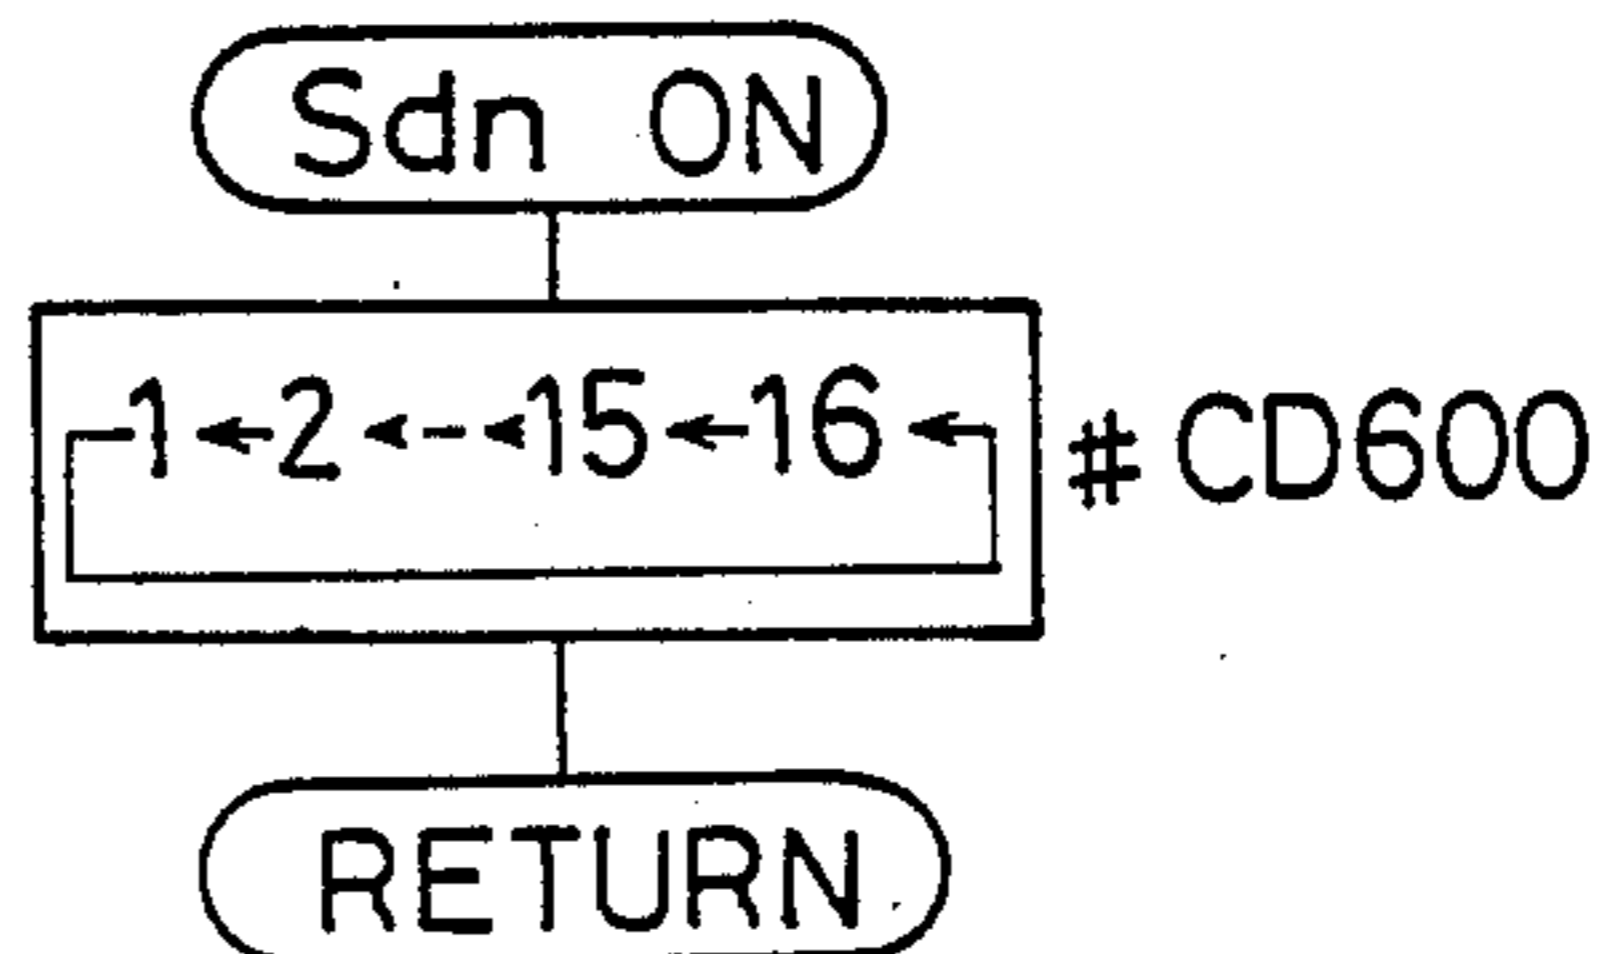 Sdn ON
1 ← 2 ← - ← 15 ← 16 ←
# CD600
RETURN